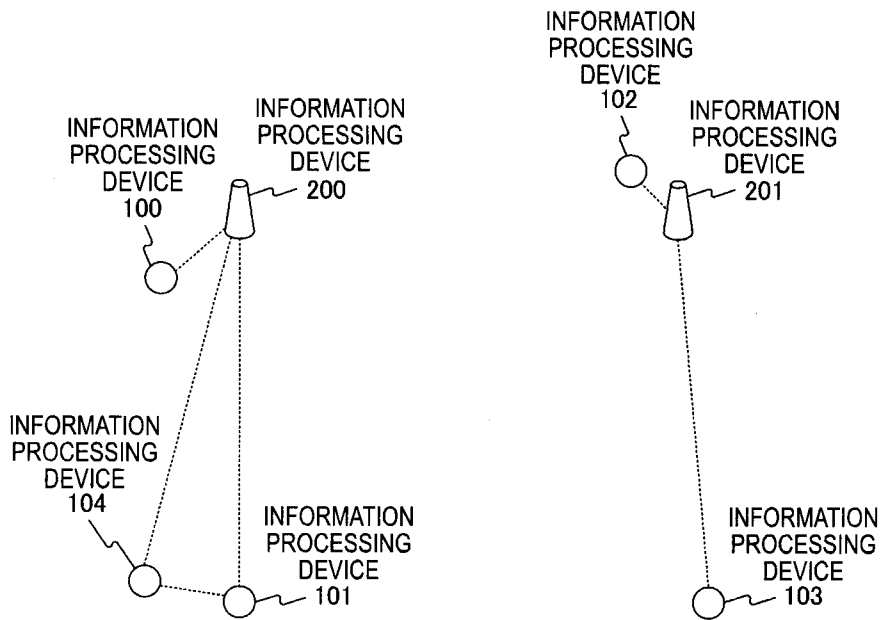 INFORMATION
PROCESSING
DEVICE
100
INFORMATION
PROCESSING
DEVICE
200
INFORMATION
PROCESSING
DEVICE
102
INFORMATION
PROCESSING
DEVICE
201
INFORMATION
PROCESSING
DEVICE
104
INFORMATION
PROCESSING
DEVICE
101
INFORMATION
PROCESSING
DEVICE
103